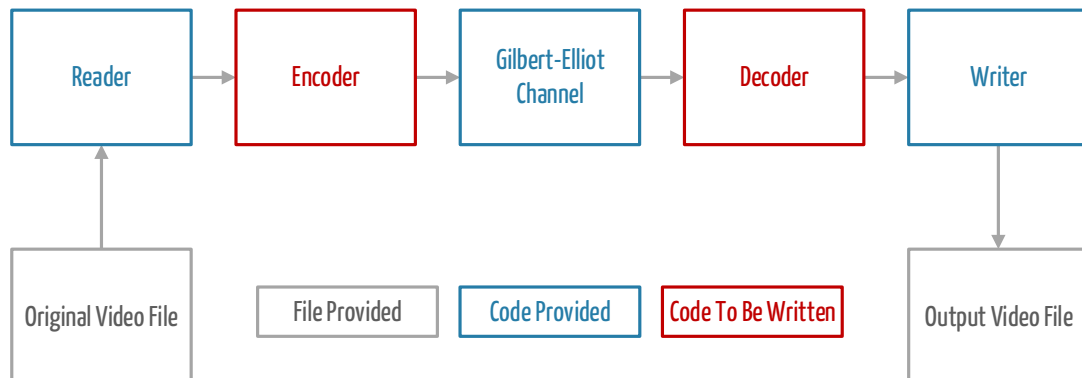 Reader
Encoder
Gilbert-Elliot
Channel
Decoder
Writer
Original Video File
File Provided
Code Provided
Code To Be Written
Output Video File